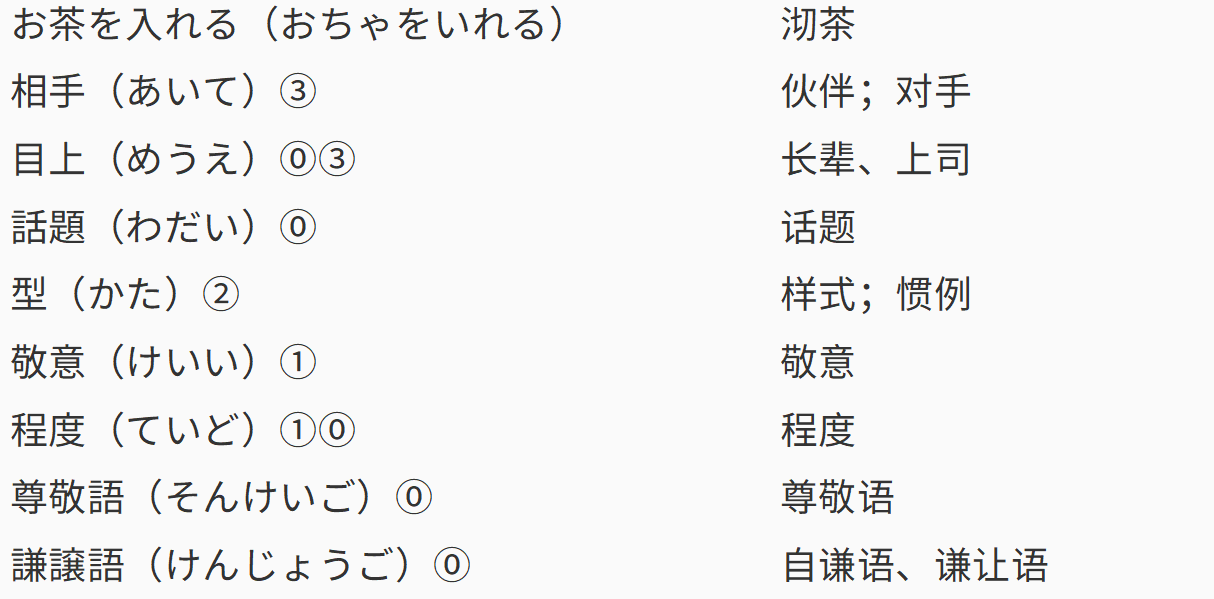 お茶を入れる（おちゃをいれる） 沏茶
相手（あいて）③ 伙伴；对手
目上（めうえ）⓪③ 长辈、上司
話題（わだい）⓪ 话题
型（かた）② 样式；惯例
敬意（けいい）① 敬意
程度（ていど）①⓪ 程度
尊敬語（そんけいご）⓪ 尊敬语
謙譲語（けんじょうご）⓪ 自谦语、谦让语